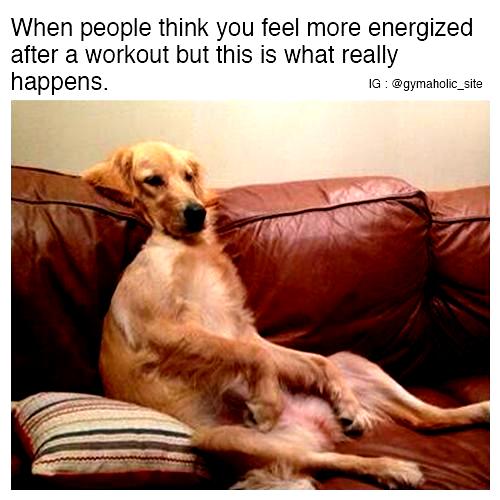 When people think you feel more energized
after a workout but this is what really
happens.
IG : @gymaholic_site